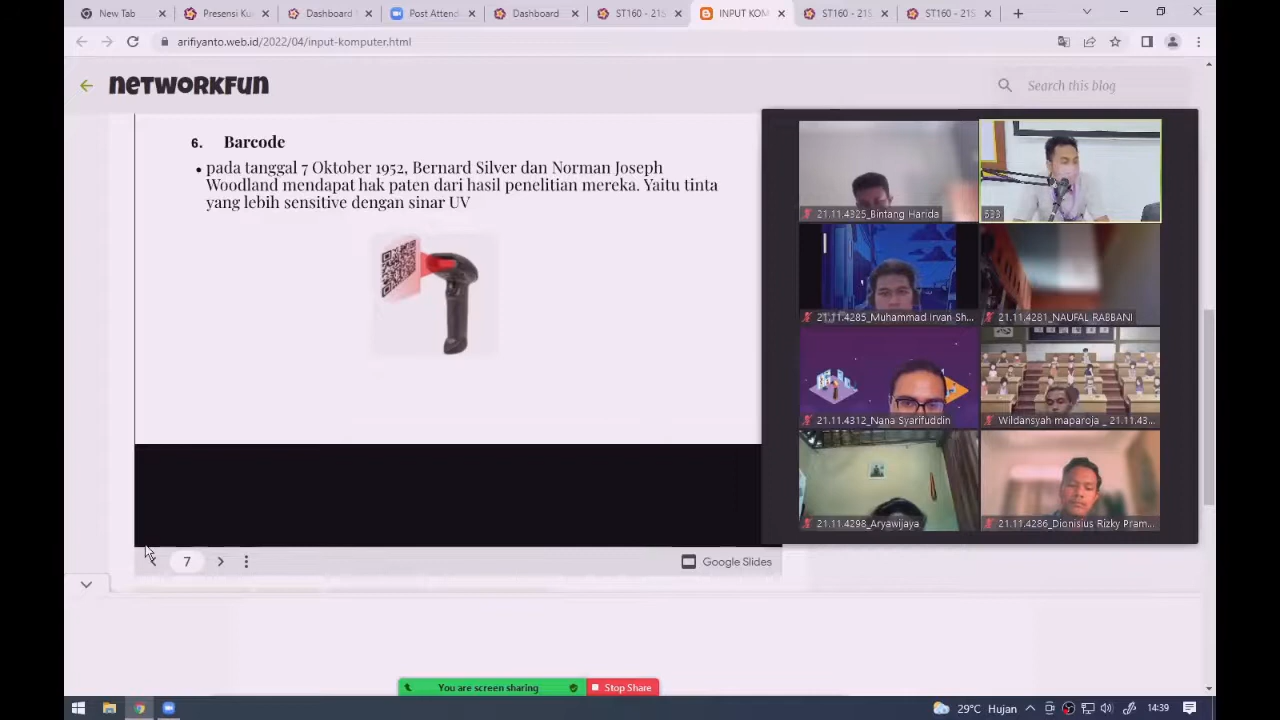 New Tab
Presensi Ku
Dashboard
Post Attend
Dashboard
ST160 - 21S
INPUT KOM
ST160 - 21S
ST160 - 21S
arifiyanto.web.id/2022/04/input-komputer.html
NETWORKFUN
Search this blog
6. Barcode
• pada tanggal 7 Oktober 1952, Bernard Silver dan Norman Joseph
Woodland mendapat hak paten dari hasil penelitian mereka. Yaitu tinta
yang lebih sensitive dengan sinar UV
21.11.4325_Bintang Harida
21.11.4285_Muhammad Irvan Sh...
21.11.4281_NAUFAL RABBANI
21.11.4312_Nana Syarifuddin
Wildansyah maparoja _ 21.11.43...
21.11.4298_Aryawijaya
21.11.4286_Dionisius Rizky Pram...
7
Google Slides
You are screen sharing
Stop Share
29°C Hujan
14:39